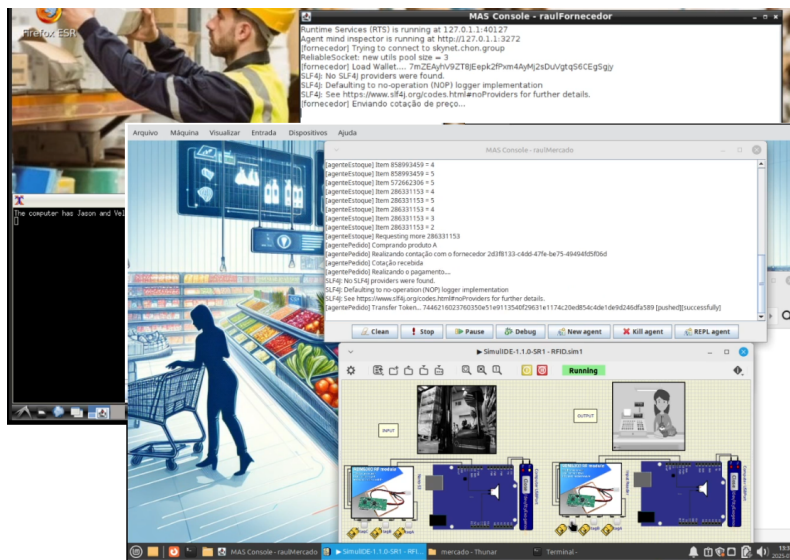 Firefox ESR
MAS Console - raulFornecedor
Runtime Services (RTS) is running at 127.0.1.1:40127
Agent mind inspector is running at http://127.0.1.1:3272
[fornecedor] Trying to connect to skynet.chon.group
ReliableSocket: new utils pool size = 3
[fornecedor] Load Wallet.... 7mZEAyhV9ZT8JEepk2fPxm4AyMj2sDuVgtqS6CEgSgjy
SLF4J: No SLF4J providers were found.
SLF4J: Defaulting to no-operation (NOP) logger implementation
SLF4J: See https://www.slf4j.org/codes.html#noProviders for further details.
[fornecedor] Enviando cotação de preço...
Arquivo Máquina Visualizar Entrada Dispositivos Ajuda
MAS Console - raulMercado
[agenteEstoque] Item 858993459 = 4
[agenteEstoque] Item 858993459 = 5
[agenteEstoque] Item 572662306 = 5
[agenteEstoque] Item 286331153 = 4
[agenteEstoque] Item 286331153 = 5
[agenteEstoque] Item 286331153 = 4
[agenteEstoque] Item 286331153 = 3
[agenteEstoque] Item 286331153 = 2
[agenteEstoque] Requesting more 286331153
[agentePedido] Comprando produto A
[agentePedido] Realizando contação com o fornecedor 2d3f8133-c4dd-47fe-be75-49494fd5f06d
[agentePedido] Cotação recebida
[agentePedido] Realizando o pagamento....
SLF4J: No SLF4J providers were found.
SLF4J: Defaulting to no-operation (NOP) logger implementation
SLF4J: See https://www.slf4j.org/codes.html#noProviders for further details.
[agentePedido] Transfer Token... 7446216023760350e51e9113540f29631e1174c20ed854c4de1de9d246dfa589 [pushed][successfully]
Clean Stop Pause Debug New agent Kill agent REPL agent
The computer has Jason and Vel
SimulIDE-1.1.0-SR1 - RFID.sim1
Running
INPUT
OUTPUT
MAS Console - raulMercado
SimulIDE-1.1.0-SR1 - RFI...
mercado - Thunar
Terminal -